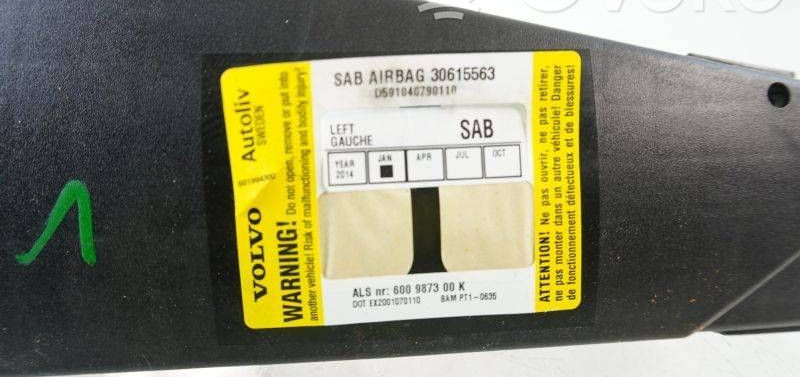 SAB AIRBAG 30615563
D591040790110
LEFT
GAUCHE
SAB
YEAR
2014
JAN
APR
JUL
OCT
ALS nr: 600 9873 00 K
DOT EX2001070110 BAM PT1-0635
Autoliv
SWEDEN
601994302
VOLVO
WARNING! Do not open, remove or put into
another vehicle! Risk of malfunctioning and bodily injury!
ATTENTION! Ne pas ouvrir, ne pas retirer,
ne pas monter dans un autre véhicule! Danger
de fonctionnement défectueux et de blessures!
1